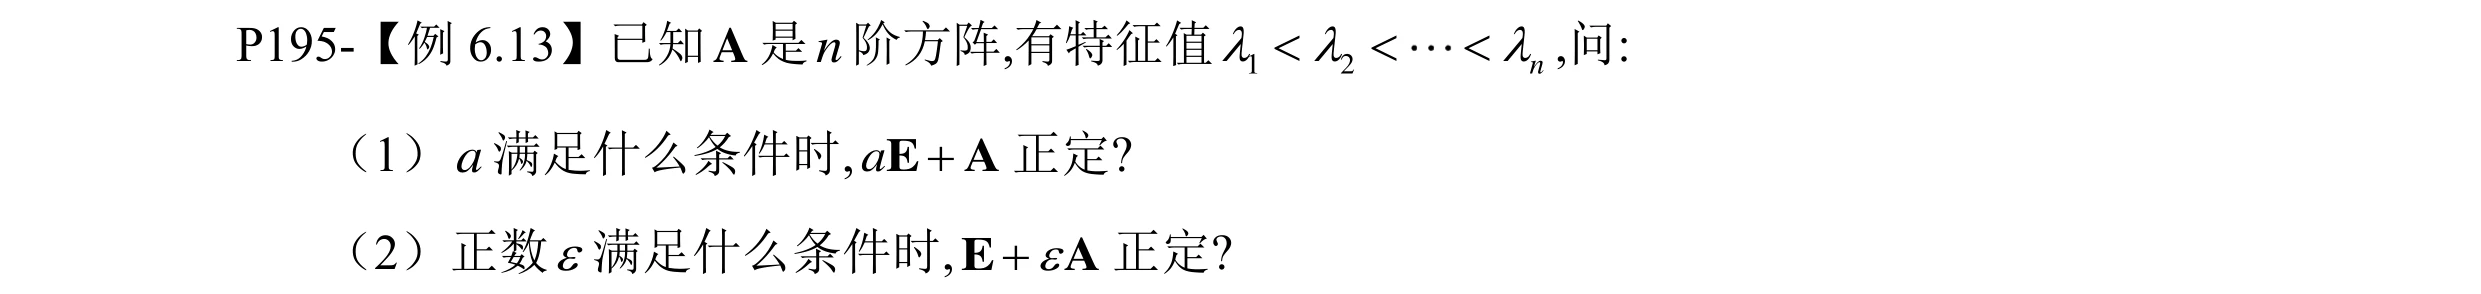 P195-【例 6.13】已知 A 是 n 阶方阵,有特征值 λ₁ < λ₂ < ⋯ < λₙ ,问:
（1） a 满足什么条件时, aE + A 正定?
（2）正数 ε 满足什么条件时, E + εA 正定?